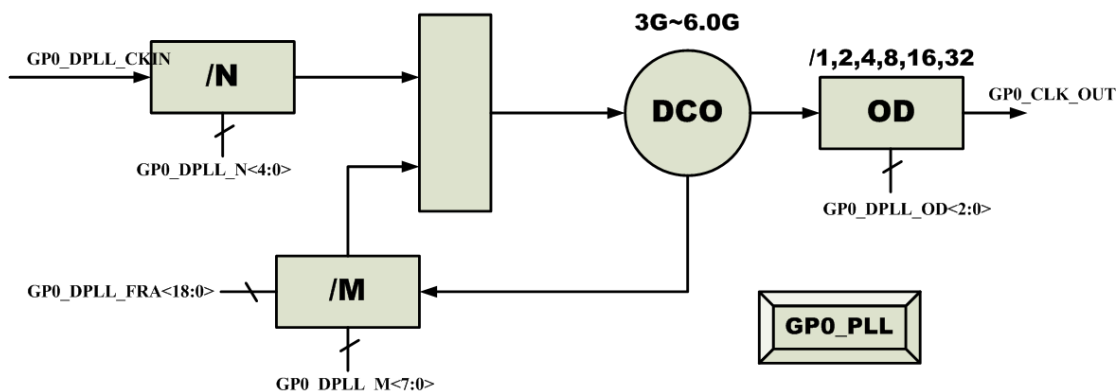 3G~6.0G
GP0_DPLL_CKIN
/N
/1,2,4,8,16,32
DCO
OD
GP0_CLK_OUT
GP0_DPLL_N<4:0>
GP0_DPLL_OD<2:0>
GP0_DPLL_FRA<18:0>
/M
GP0_PLL
GP0_DPLL_M<7:0>